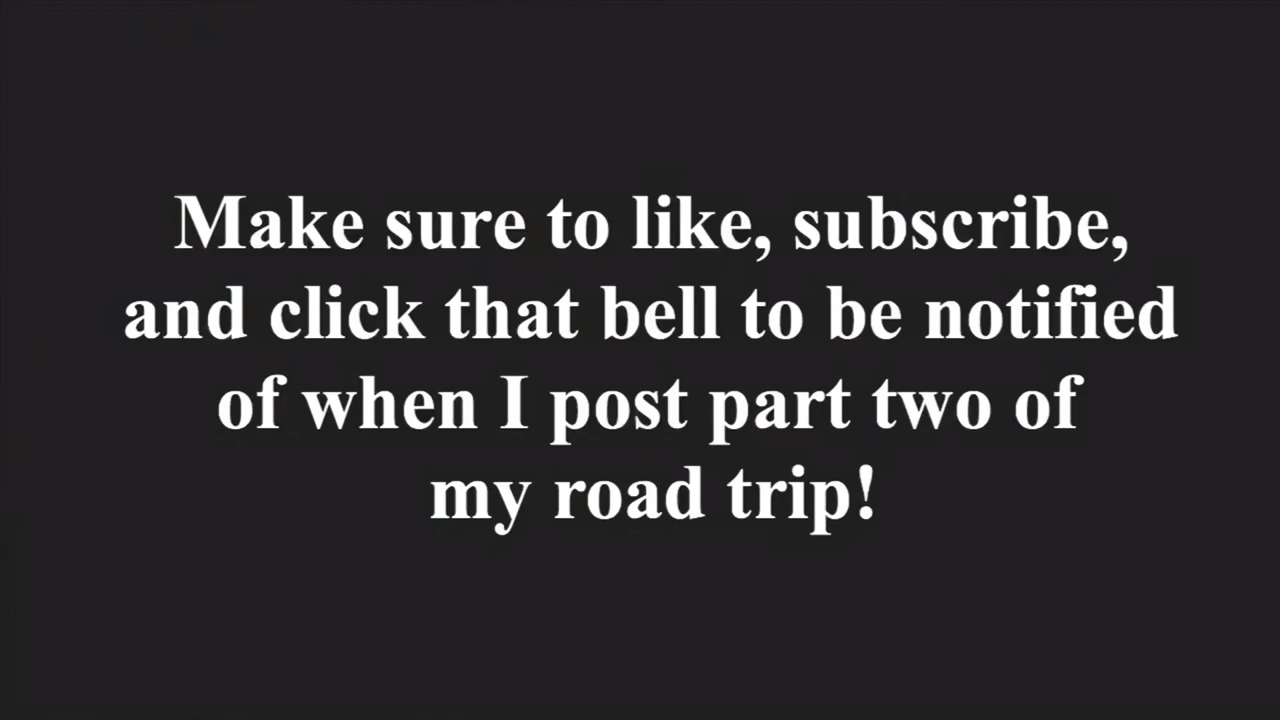 Make sure to like, subscribe,
and click that bell to be notified
of when I post part two of
my road trip!